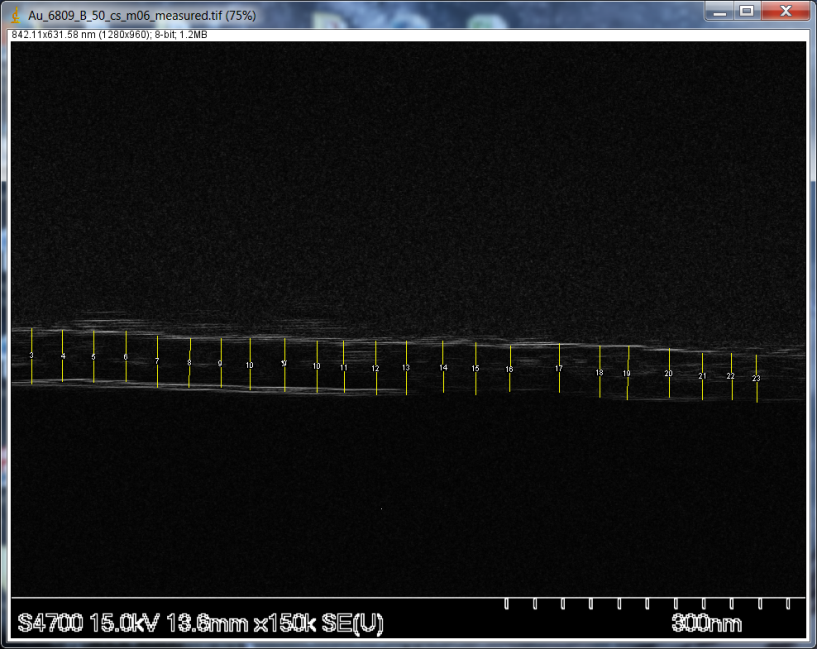 Au_6809_B_50_cs_m06_measured.tif (75%)
842.11x631.58 nm (1280x960); 8-bit; 1.2MB
3 4 5 6 7 8 9 10 10 11 12 13 14 15 16 17 18 19 20 21 22 23
S4700 15.0kV 13.6mm x150k SE(U) 300nm